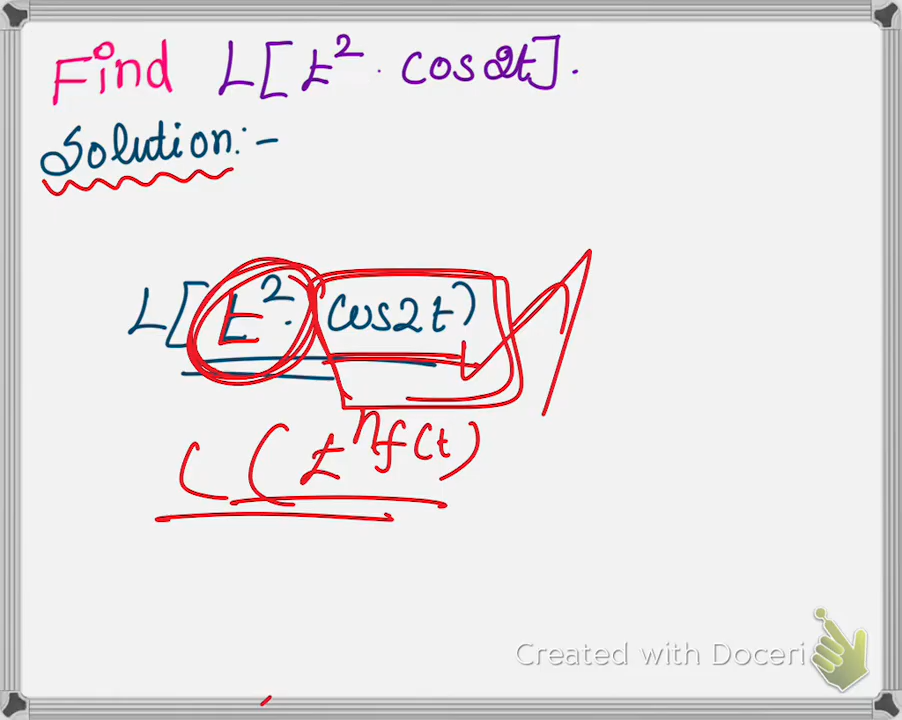 Find L[t². cos2t].
Solution:-
L[t². cos2t)
L(tⁿf(t)
Created with Doceri